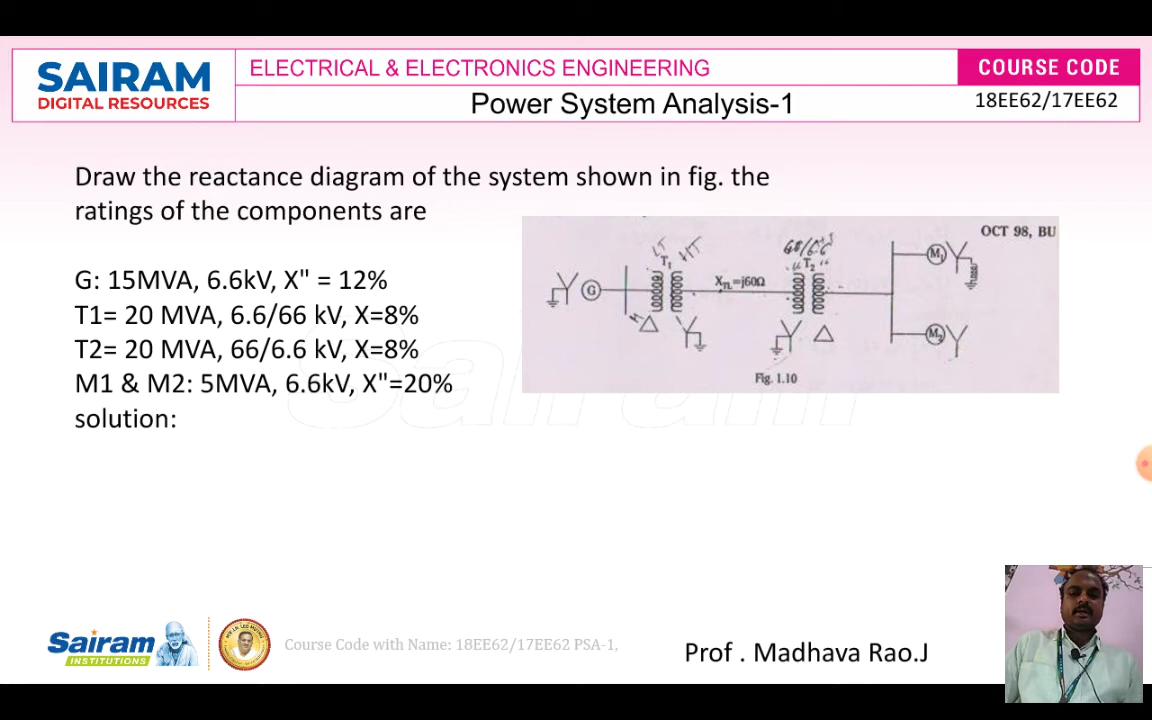 SAIRAM
DIGITAL RESOURCES
ELECTRICAL & ELECTRONICS ENGINEERING
Power System Analysis-1
COURSE CODE
18EE62/17EE62
Draw the reactance diagram of the system shown in fig. the
ratings of the components are
G: 15MVA, 6.6kV, X" = 12%
T1= 20 MVA, 6.6/66 kV, X=8%
T2= 20 MVA, 66/6.6 kV, X=8%
M1 & M2: 5MVA, 6.6kV, X"=20%
solution:
OCT 98, BU
LT
HT
T₁
T₂
X_TL=j60Ω
G
M₁
M₂
Fig. 1.10
Sairam
Sairam
INSTITUTIONS
Course Code with Name: 18EE62/17EE62 PSA-1,
Prof . Madhava Rao.J